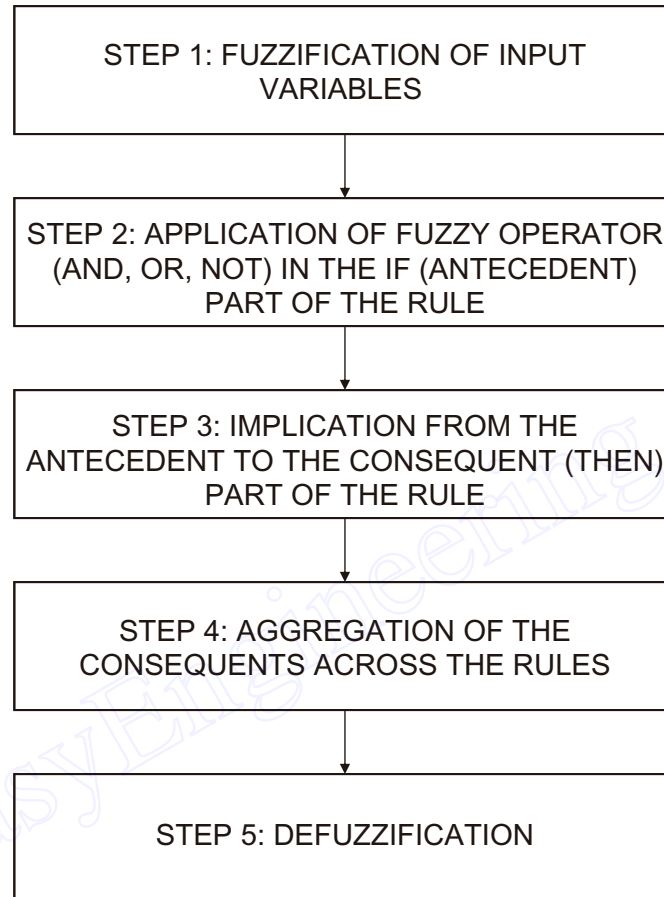 STEP 1: FUZZIFICATION OF INPUT
VARIABLES
STEP 2: APPLICATION OF FUZZY OPERATOR
(AND, OR, NOT) IN THE IF (ANTECEDENT)
PART OF THE RULE
STEP 3: IMPLICATION FROM THE
ANTECEDENT TO THE CONSEQUENT (THEN)
PART OF THE RULE
STEP 4: AGGREGATION OF THE
CONSEQUENTS ACROSS THE RULES
STEP 5: DEFUZZIFICATION